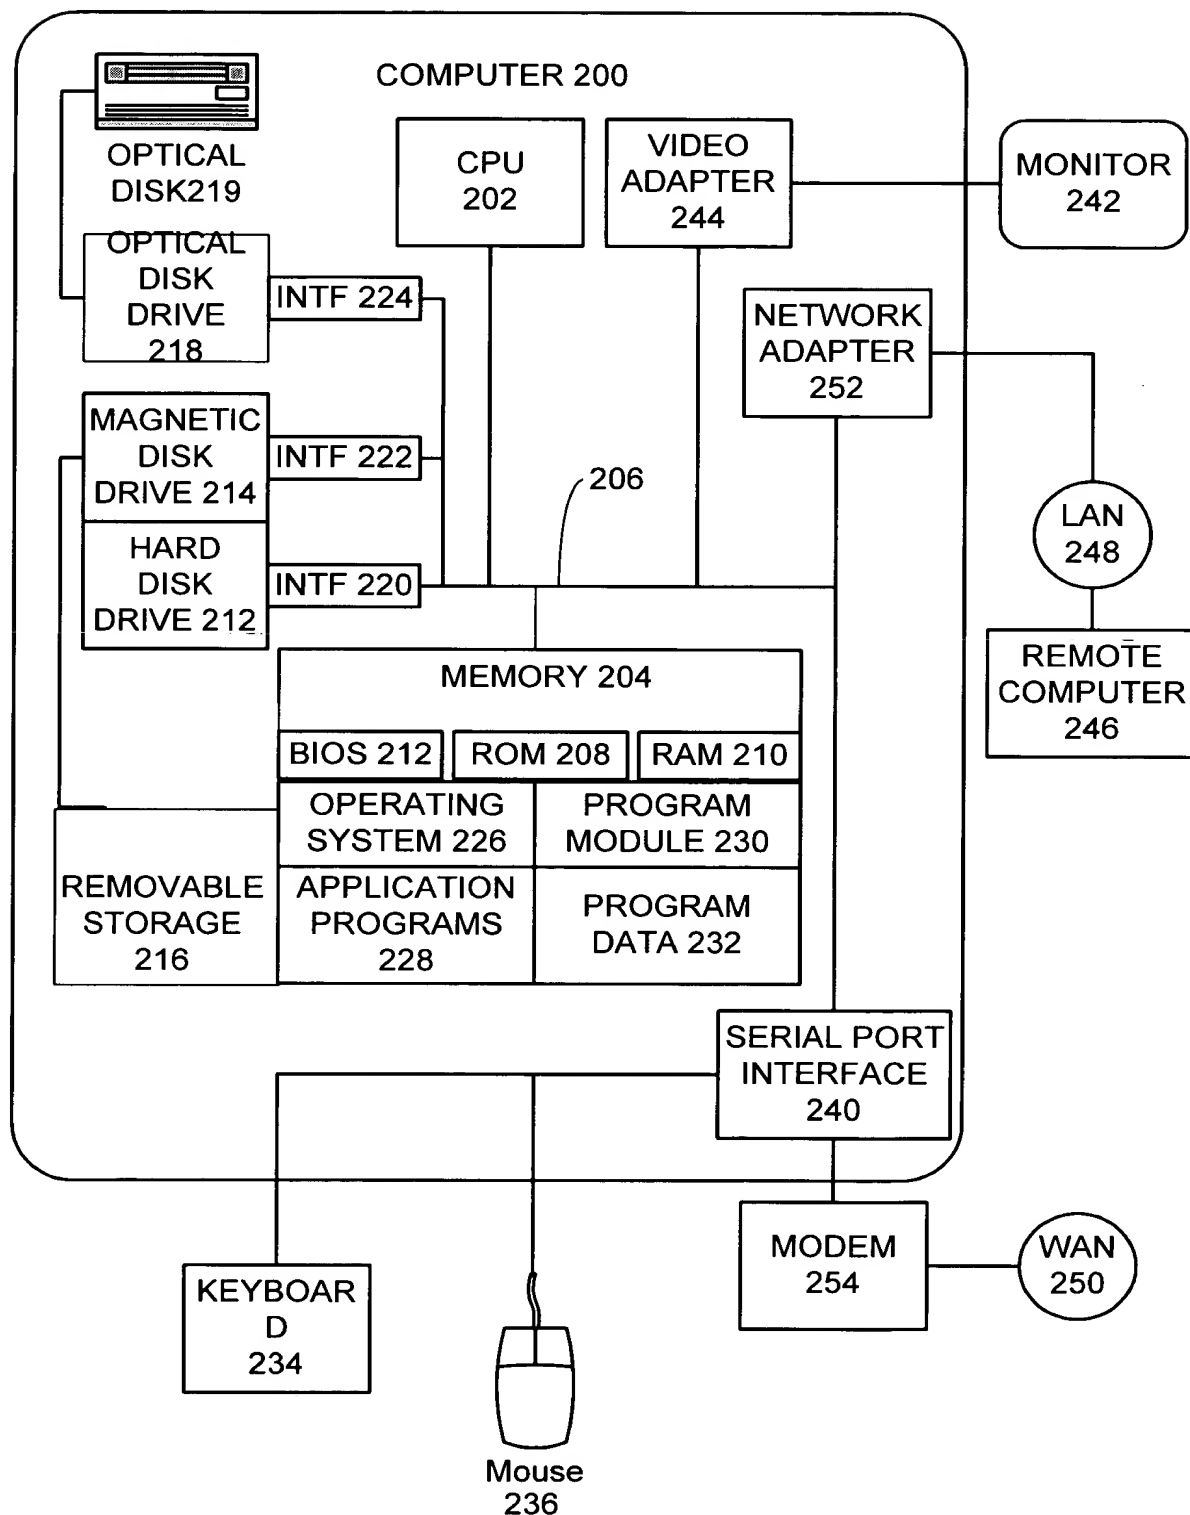 COMPUTER 200
OPTICAL
DISK219
CPU
202
VIDEO
ADAPTER
244
MONITOR
242
OPTICAL
DISK
DRIVE
218
INTF 224
NETWORK
ADAPTER
252
MAGNETIC
DISK
DRIVE 214
INTF 222
206
LAN
248
HARD
DISK
DRIVE 212
INTF 220
REMOTE
COMPUTER
246
MEMORY 204
BIOS 212
ROM 208
RAM 210
OPERATING
SYSTEM 226
PROGRAM
MODULE 230
REMOVABLE
STORAGE
216
APPLICATION
PROGRAMS
228
PROGRAM
DATA 232
SERIAL PORT
INTERFACE
240
MODEM
254
WAN
250
KEYBOAR
D
234
Mouse
236